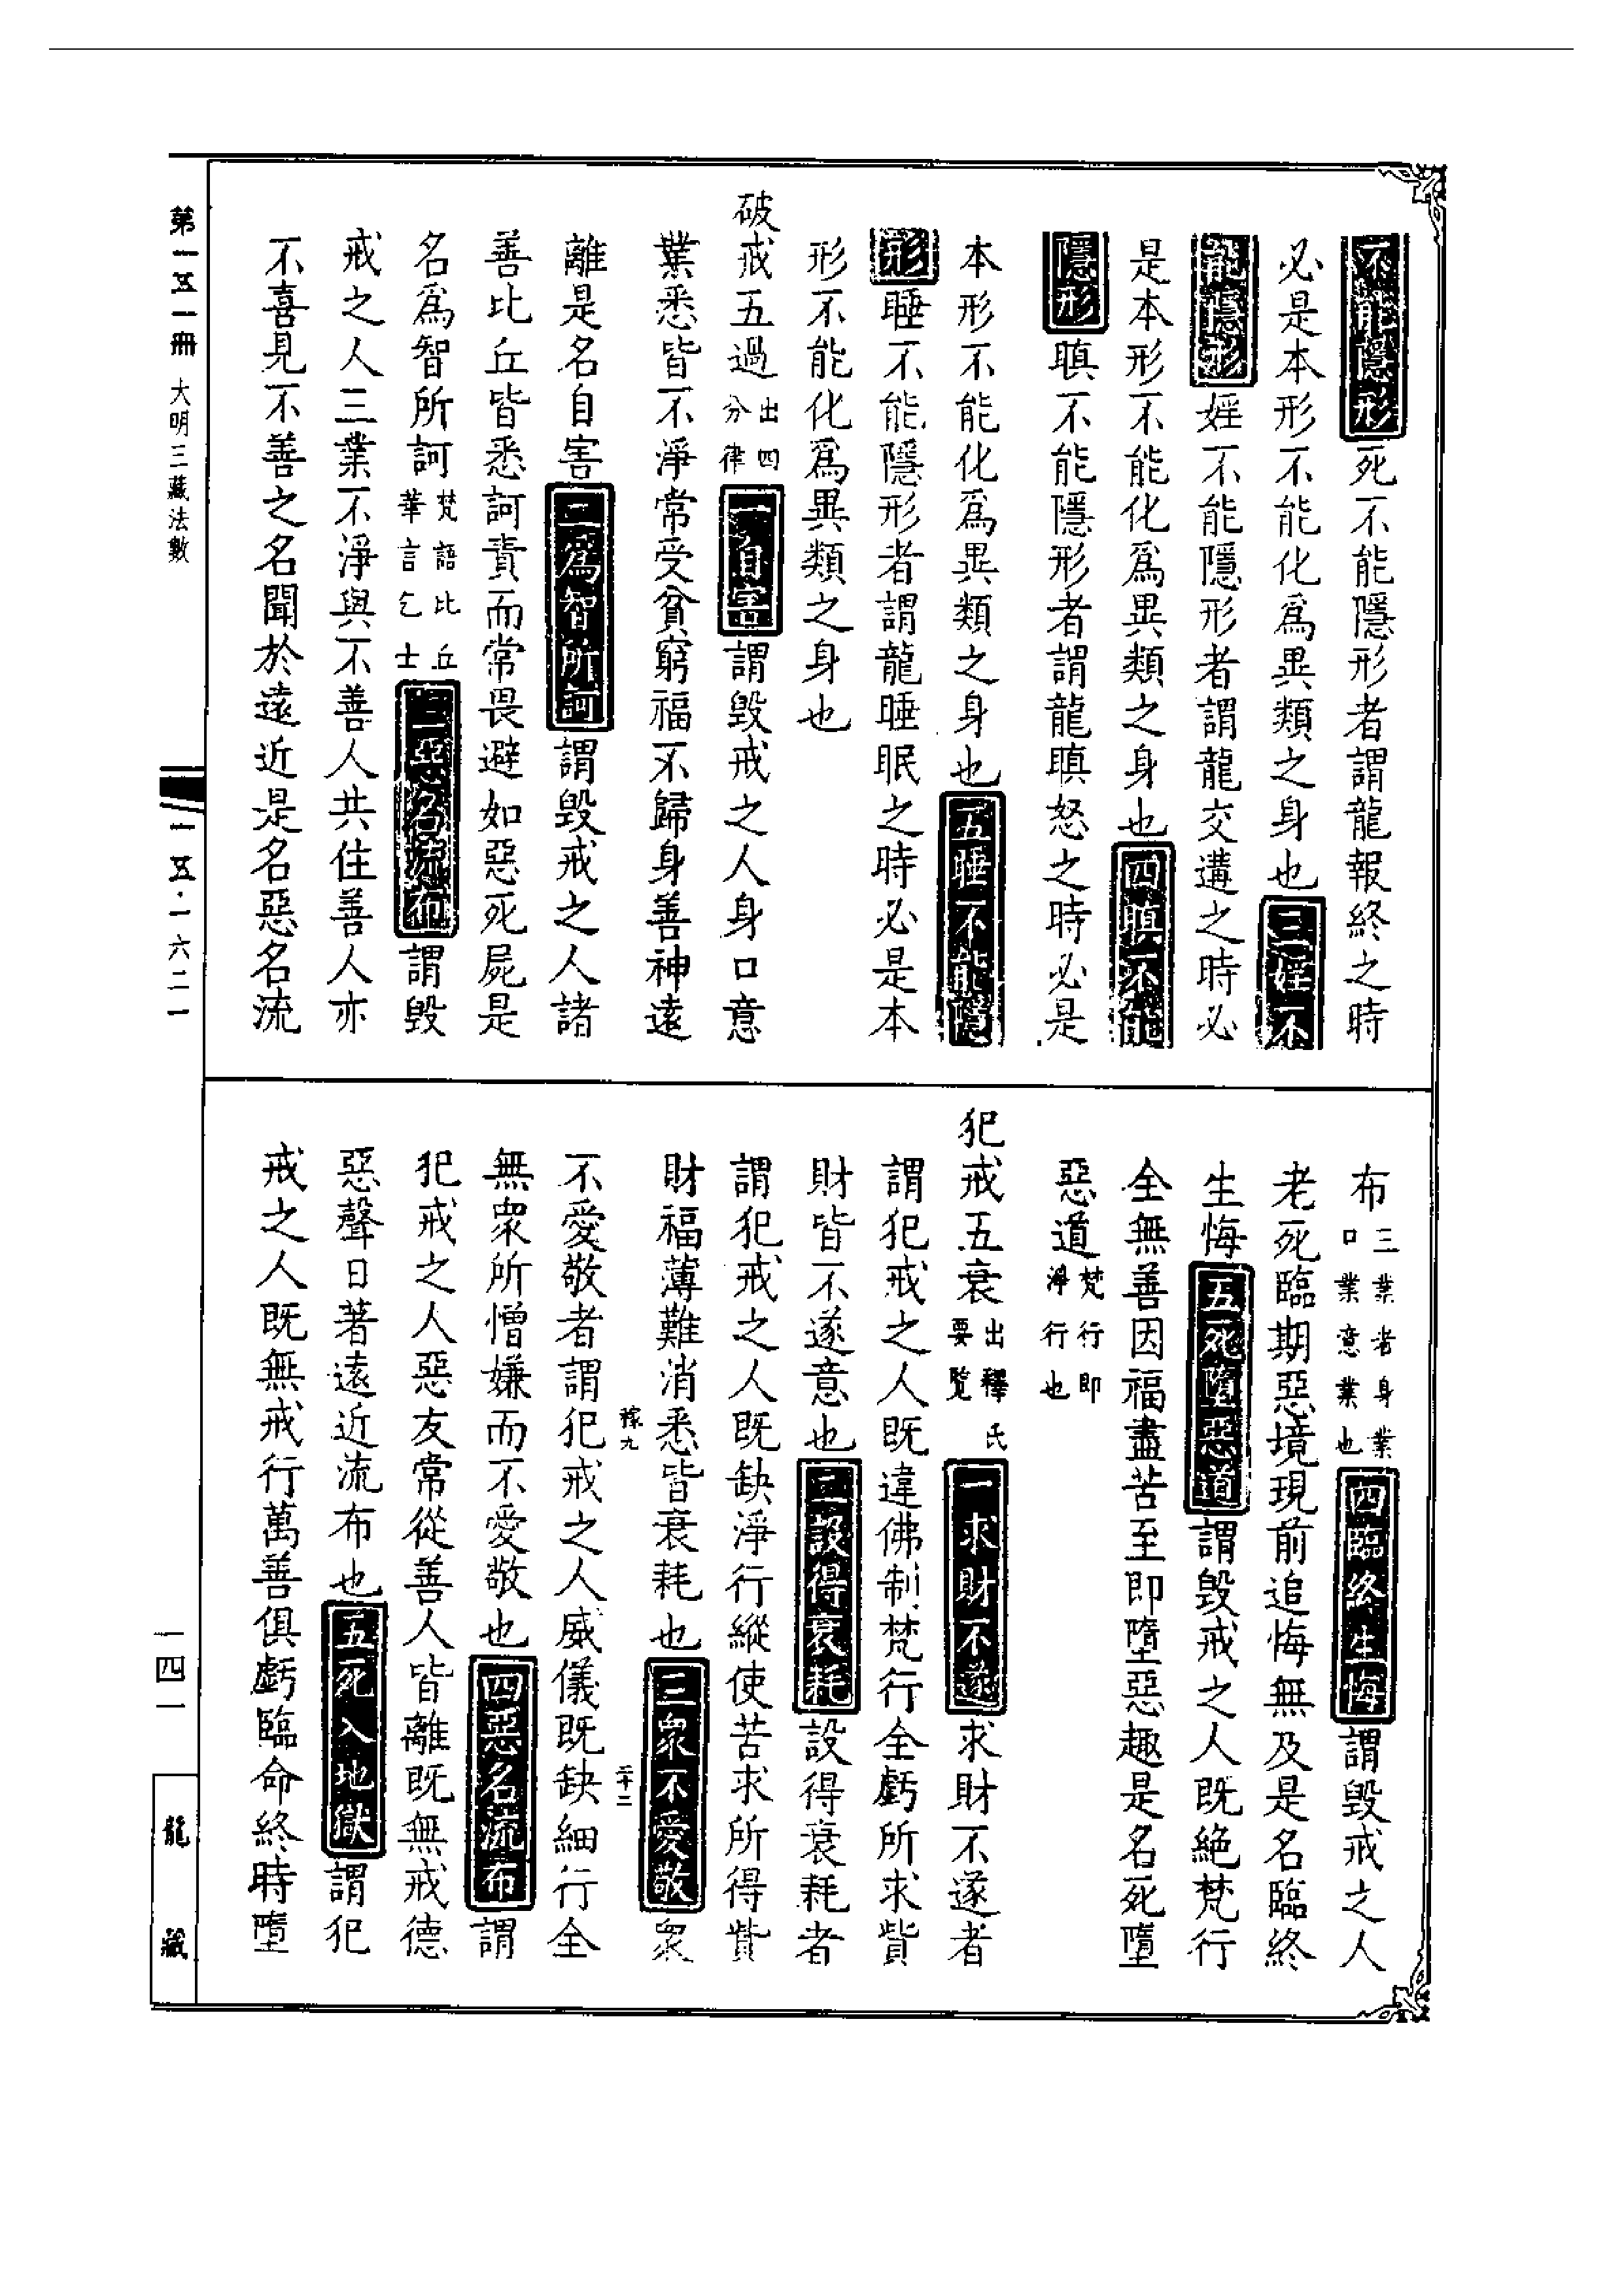 不能隱形死不能隱形者謂龍報終之時
必是本形不能化爲異類之身也三婬不
能隱形婬不能隱形者謂龍交遘之時必
是本形不能化爲異類之身也四瞋不能
隱形瞋不能隱形者謂龍瞋怒之時必是
本形不能化爲異類之身也五睡不能隱
形睡不能隱形者謂龍睡眠之時必是本
形不能化爲異類之身也
破戒五過出四分律一自害謂毀戒之人身口意
業悉皆不淨常受貧窮福不歸身善神遠
離是名自害二爲智所訶謂毀戒之人諸
善比丘皆悉訶責而常畏避如惡死屍是
名爲智所訶梵語比丘華言乞士三惡名流布謂毀
戒之人三業不淨與不善人共住善人亦
不喜見不善之名聞於遠近是名惡名流
布三業者身業口業意業也四臨終生悔謂毀戒之人
老死臨期惡境現前追悔無及是名臨終
生悔五死墮惡道謂毀戒之人既絕梵行
全無善因福盡苦至即墮惡趣是名死墮
惡道梵行即淨行也
犯戒五衰出釋氏要覽一求財不遂求財不遂者
謂犯戒之人既違佛制梵行全虧所求貲
財皆不遂意也二設得衰耗設得衰耗者
謂犯戒之人既缺淨行縱使苦求所得貲
財福薄難消悉皆衰耗也三衆不愛敬衆
稼九
二十二
不愛敬者謂犯戒之人威儀既缺細行全
無衆所憎嫌而不愛敬也四惡名流布謂
犯戒之人惡友常從善人皆離既無戒德
惡聲日著遠近流布也五死入地獄謂犯
戒之人既無戒行萬善俱虧臨命終時墮
第一五一冊 大明三藏法數
一五·一六二一
一四一
龍藏